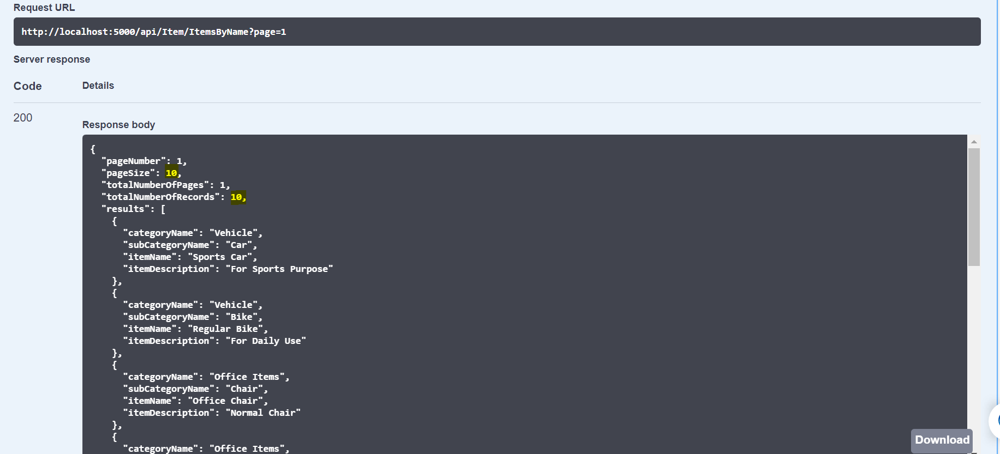 Request URL
http://localhost:5000/api/Item/ItemsByName?page=1
Server response
Code Details
200
Response body
{
"pageNumber": 1,
"pageSize": 10,
"totalNumberOfPages": 1,
"totalNumberOfRecords": 10,
"results": [
{
"categoryName": "Vehicle",
"subCategoryName": "Car",
"itemName": "Sports Car",
"itemDescription": "For Sports Purpose"
},
{
"categoryName": "Vehicle",
"subCategoryName": "Bike",
"itemName": "Regular Bike",
"itemDescription": "For Daily Use"
},
{
"categoryName": "Office Items",
"subCategoryName": "Chair",
"itemName": "Office Chair",
"itemDescription": "Normal Chair"
},
{
"categoryName": "Office Items",
Download